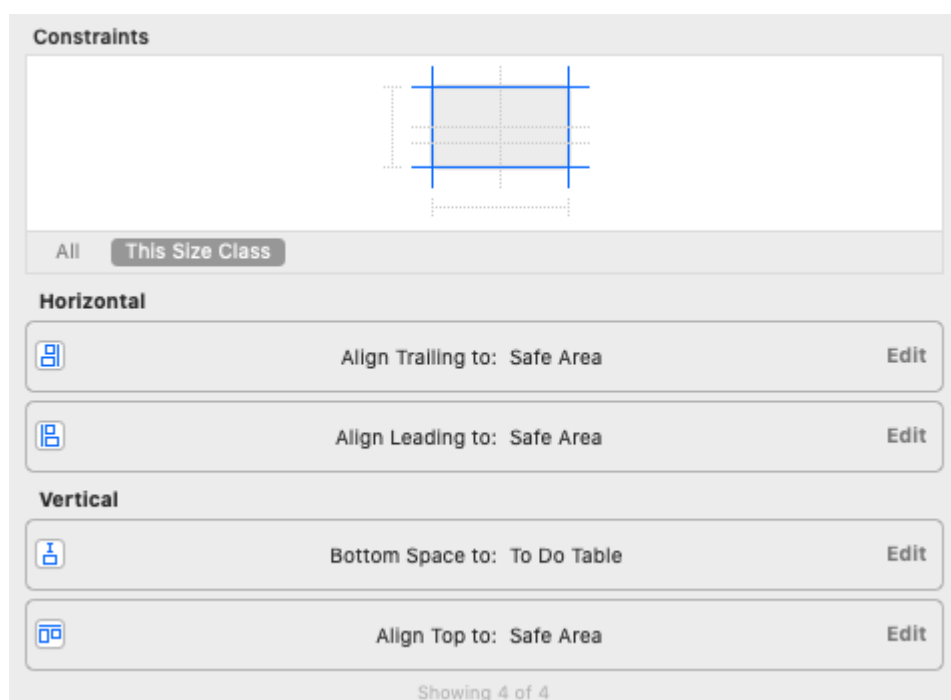 Constraints
All This Size Class
Horizontal
Align Trailing to: Safe Area Edit
Align Leading to: Safe Area Edit
Vertical
Bottom Space to: To Do Table Edit
Align Top to: Safe Area Edit
Showing 4 of 4